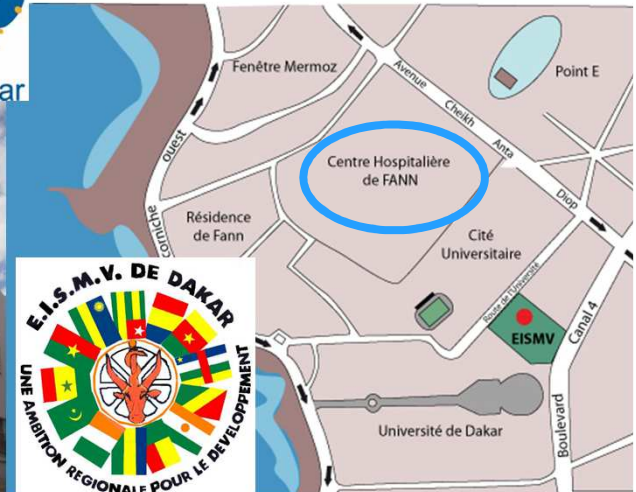 ar
Fenêtre Mermoz
Avenue Cheikh Anta Diop
Point E
Centre Hospitalière
de FANN
ouest
corniche
Résidence
de Fann
Cité
Universitaire
Route de l'Université
EISMV
Canal 4
Boulevard
Université de Dakar
E.I.S.M.V. DE DAKAR
UNE AMBITION REGIONALE POUR LE DEVELOPPEMENT